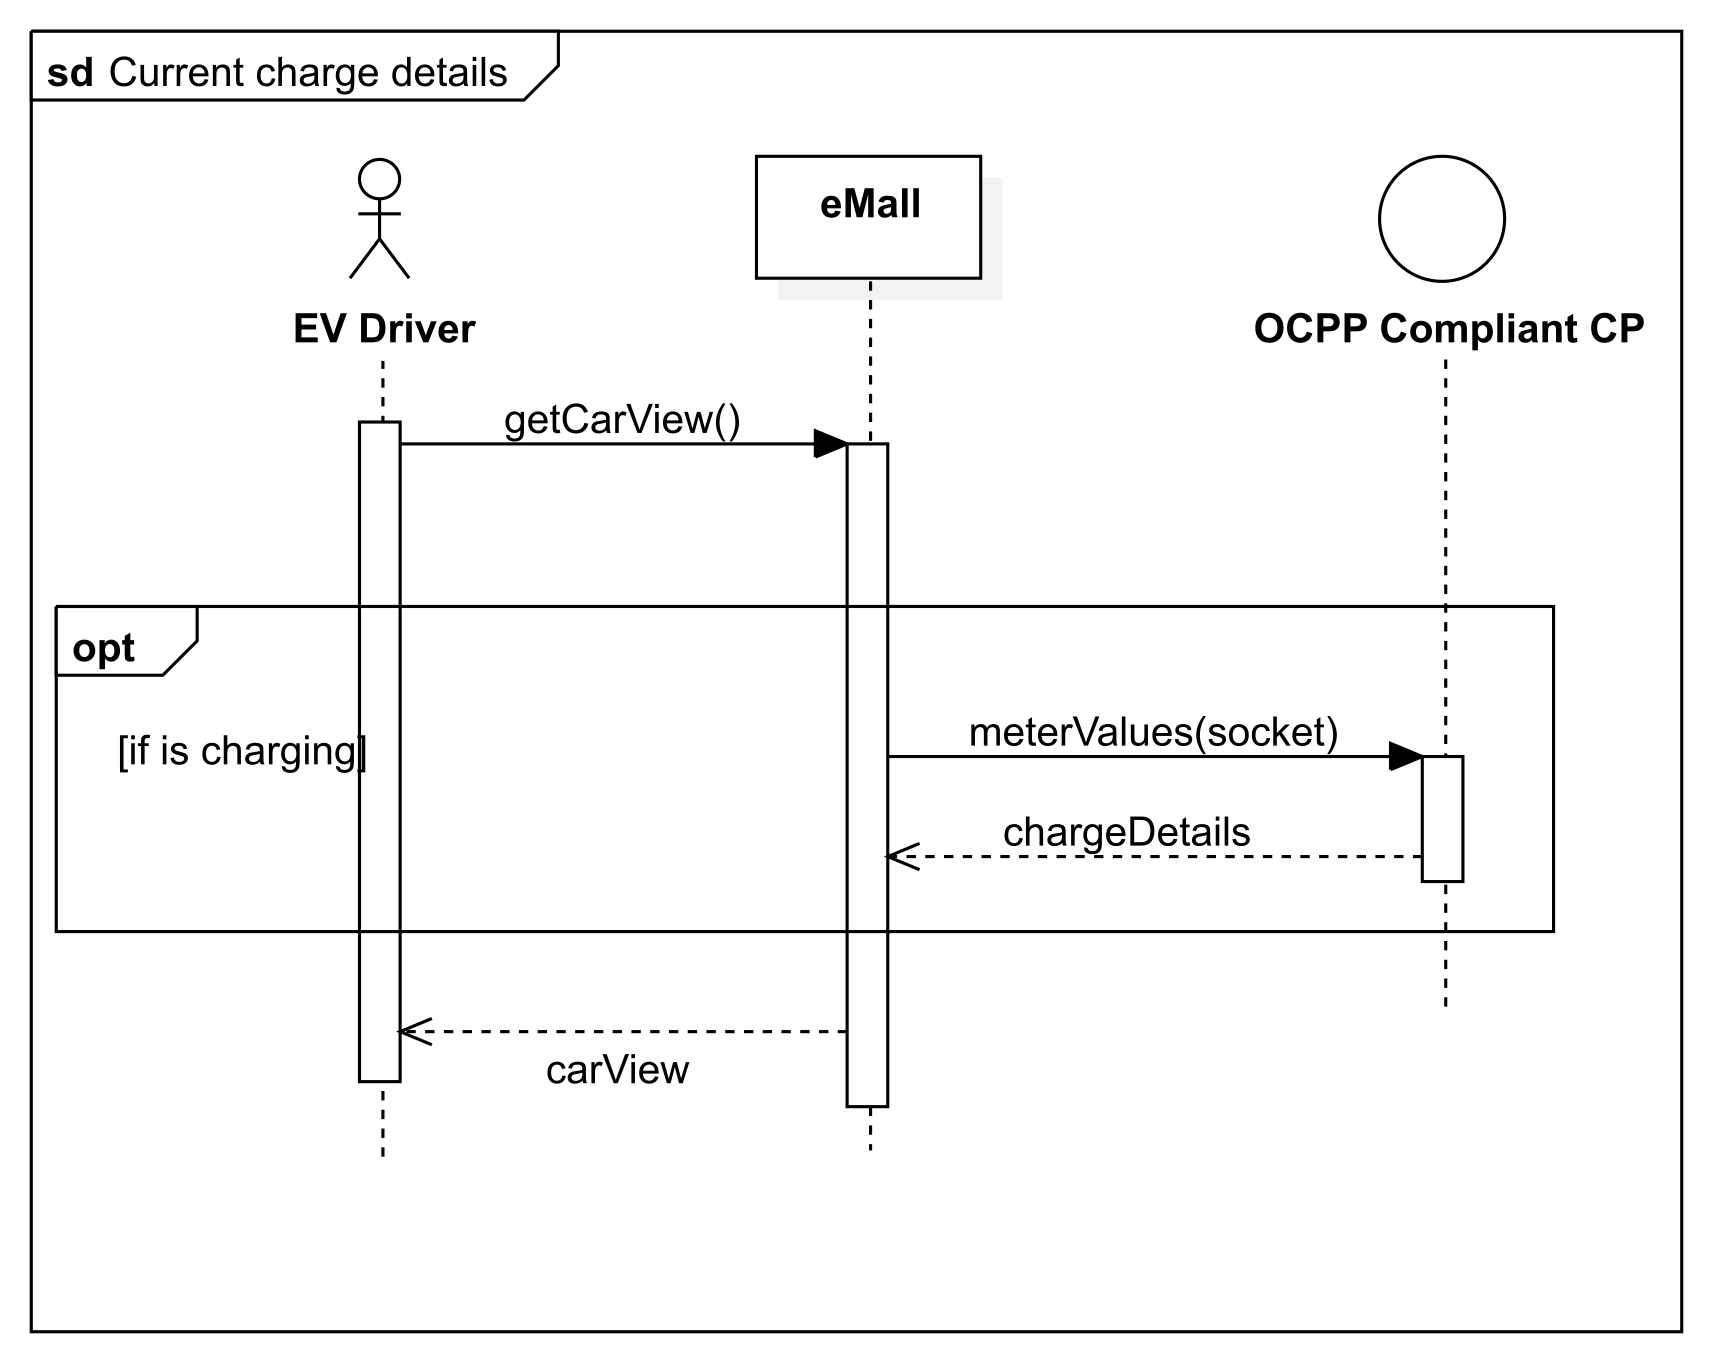 sd Current charge details
eMall
EV Driver
OCPP Compliant CP
getCarView()
opt
meterValues(socket)
[if is charging]
chargeDetails
carView